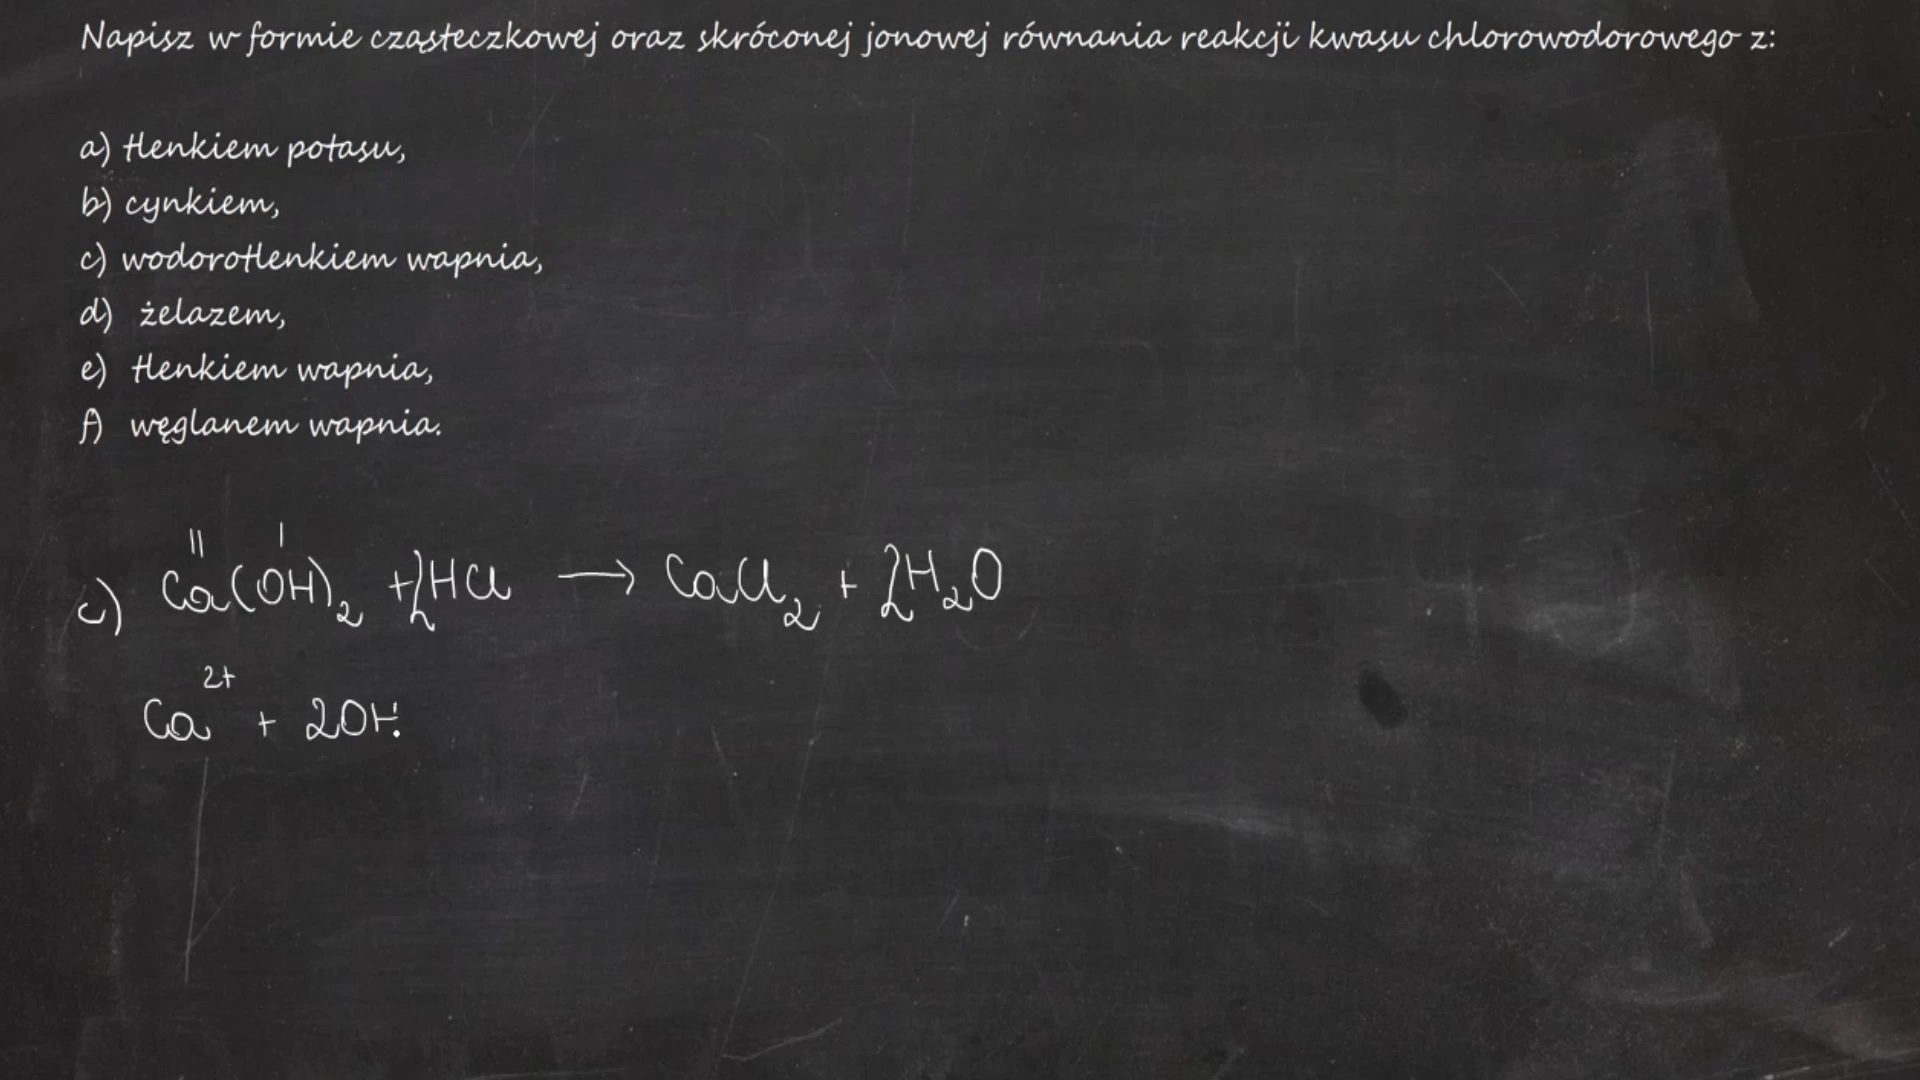 Napisz w formie cząsteczkowej oraz skróconej jonowej równania reakcji kwasu chlorowodorowego z:
a) tlenkiem potasu,
b) cynkiem,
c) wodorotlenkiem wapnia,
d) żelazem,
e) tlenkiem wapnia,
f) węglanem wapnia.
II I
c) Ca(OH)₂ + 2HCl → CaCl₂ + 2H₂O
Ca²⁺ + 2OH